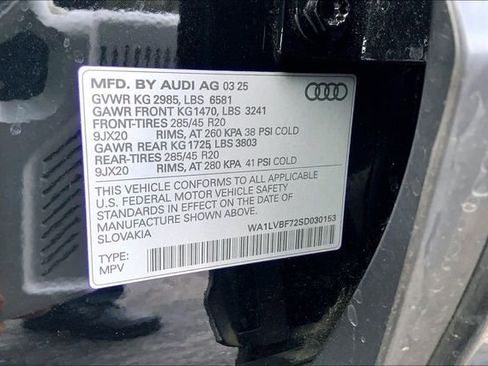 MFD. BY AUDI AG 03 25
GVWR KG 2985, LBS 6581
GAWR FRONT KG1470, LBS 3241
FRONT-TIRES 285/45 R20
9JX20 RIMS, AT 260 KPA 38 PSI COLD
GAWR REAR KG 1725, LBS 3803
REAR-TIRES 285/45 R20
9JX20 RIMS, AT 280 KPA 41 PSI COLD
THIS VEHICLE CONFORMS TO ALL APPLICABLE
U.S. FEDERAL MOTOR VEHICLE SAFETY
STANDARDS IN EFFECT ON THE DATE OF
MANUFACTURE SHOWN ABOVE.
SLOVAKIA
WA1LVBF72SD030153
TYPE:
MPV